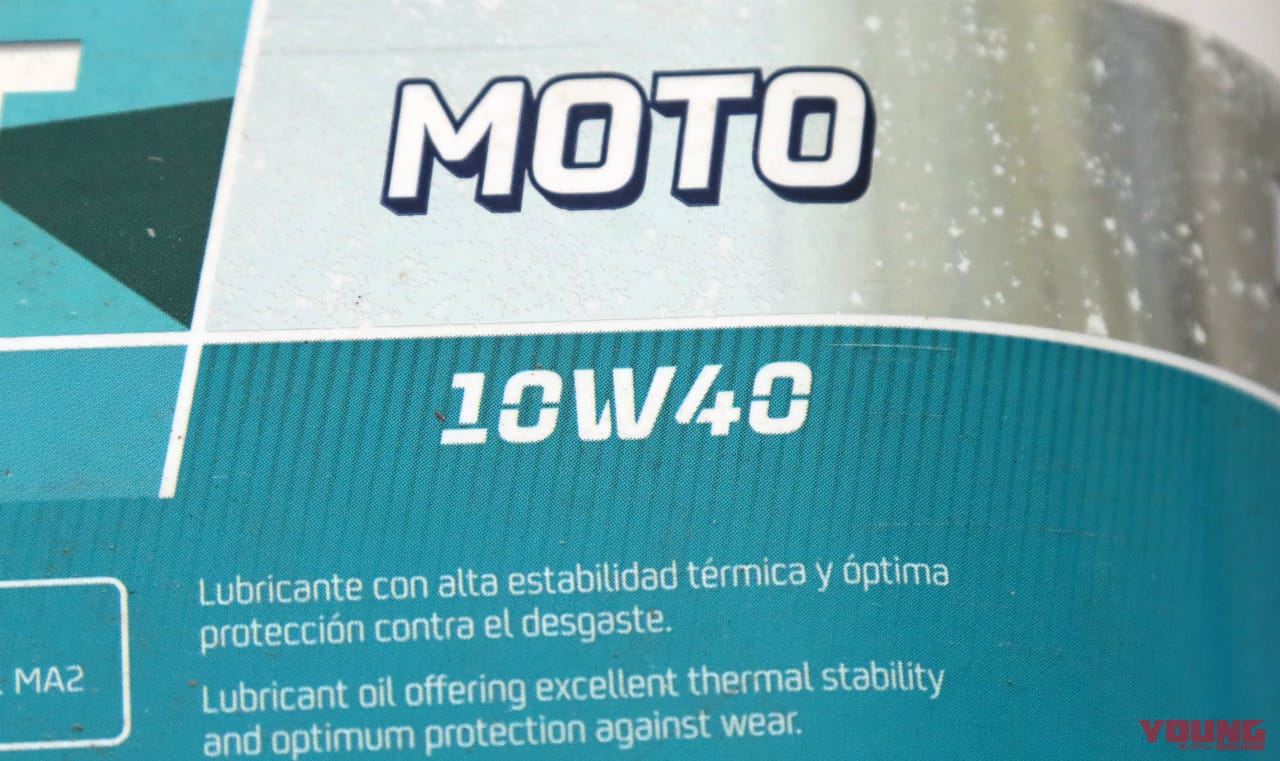 T
MOTO
10W40
Lubricante con alta estabilidad térmica y óptima
protección contra el desgaste.
MA2
Lubricant oil offering excellent thermal stability
and optimum protection against wear.
YOUNG